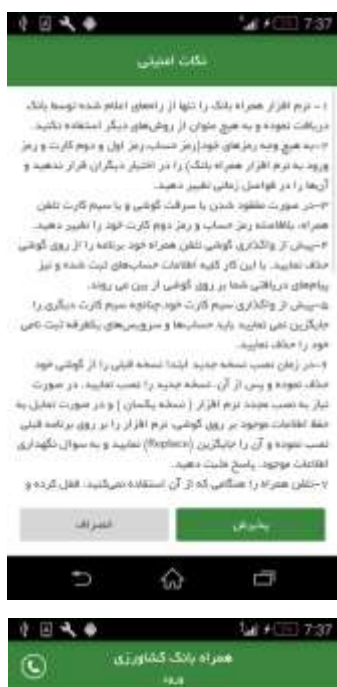 7:37
نکات امنیتی
۱- نرم افزار همراه بانک را تنها از راههای اعلام شده توسط بانک
دریافت نموده و به هیچ عنوان از روش‌های دیگر استفاده نکنید.
۲-به هیچ وجه رمزهای خود(رمز حساب، رمز اول و دوم کارت و رمز
ورود به نرم افزار همراه بانک) را در اختیار دیگران قرار ندهید و
آن‌ها را در فواصل زمانی تغییر دهید.
۳-در صورت مفقود شدن یا سرقت گوشی و یا سیم کارت تلفن
همراه، بلافاصله رمز حساب و رمز دوم کارت خود را تغییر دهید.
۴-پیش از واگذاری گوشی تلفن همراه خود برنامه را از روی گوشی
حذف نمایید. با این کار کلیه اطلاعات حساب‌های ثبت شده و نیز
پیام‌های دریافتی شما بر روی گوشی از بین می روند.
۵-پیش از واگذاری سیم کارت خود،چنانچه سیم کارت دیگری را
جایگزین نمی نمایید باید حساب‌ها و سرویس‌های یکطرفه ثبت نامی
خود را حذف نمایید.
۶-در زمان نصب نسخه جدید ابتدا نسخه قبلی را از گوشی خود
حذف نموده و پس از آن، نسخه جدید را نصب نمایید. در صورت
نیاز به نصب مجدد نرم افزار ( نسخه یکسان ) و در صورت تمایل به
حفظ اطلاعات موجود بر روی گوشی، نرم افزار را بر روی برنامه قبلی
نصب نموده و آن را جایگزین (Replace) نمایید و به سوال نگهداری
اطلاعات موجود، پاسخ مثبت دهید.
۷-تلفن همراه را هنگامی که از آن استفاده نمی‌کنید، قفل کرده و
پذیرش
انصراف
7:37
همراه بانک کشاورزی
ورود